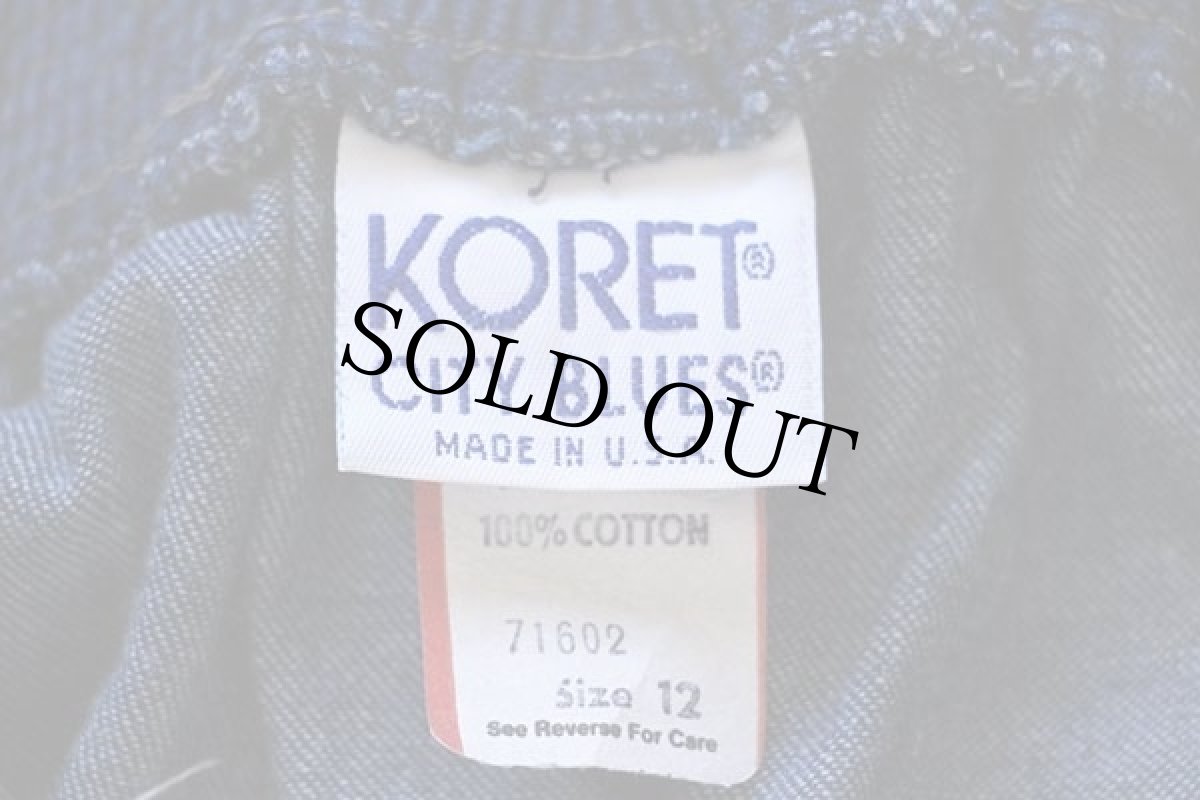 KORET®
CITY BLUES®
MADE IN U.S.A.
SOLD OUT
100% COTTON
71602
Size 12
See Reverse For Care